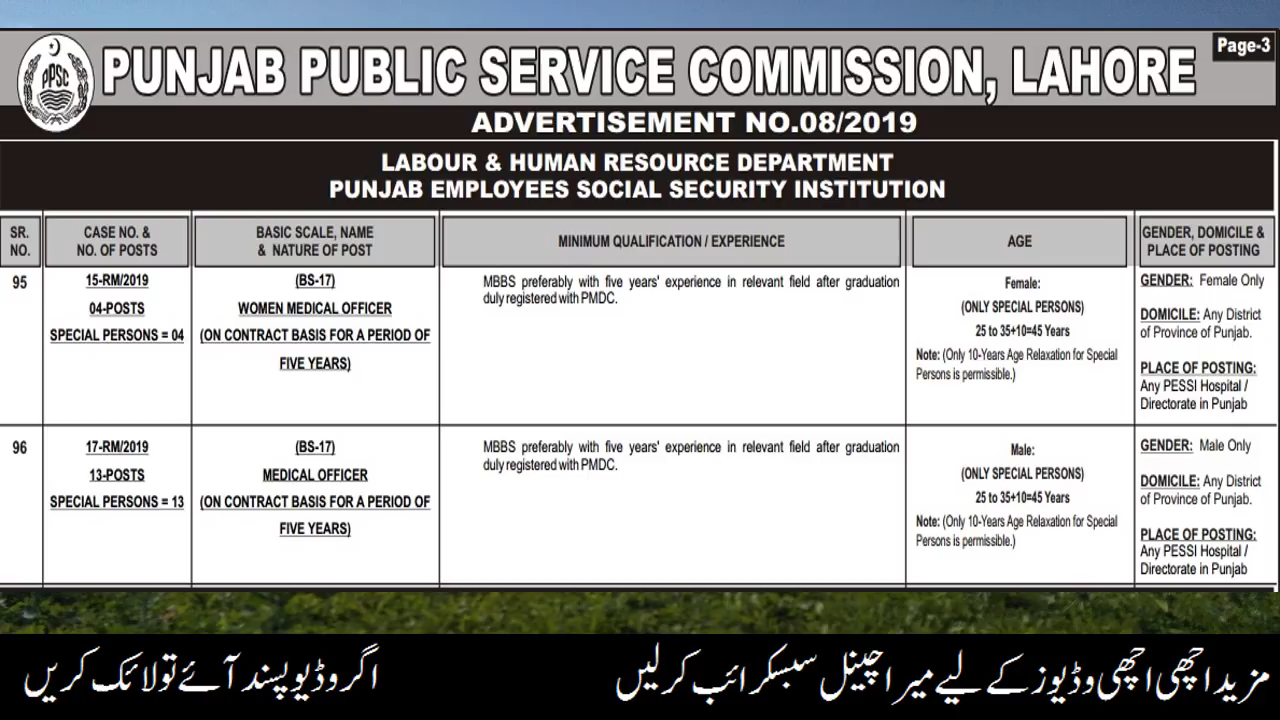 Page-3
PPSC
PUNJAB PUBLIC SERVICE COMMISSION, LAHORE
ADVERTISEMENT NO.08/2019
LABOUR & HUMAN RESOURCE DEPARTMENT
PUNJAB EMPLOYEES SOCIAL SECURITY INSTITUTION
SR.
NO.
CASE NO. &
NO. OF POSTS
BASIC SCALE, NAME
& NATURE OF POST
MINIMUM QUALIFICATION / EXPERIENCE
AGE
GENDER, DOMICILE &
PLACE OF POSTING
95
15-RM/2019
04-POSTS
SPECIAL PERSONS = 04
(BS-17)
WOMEN MEDICAL OFFICER
(ON CONTRACT BASIS FOR A PERIOD OF
FIVE YEARS)
MBBS preferably with five years' experience in relevant field after graduation
duly registered with PMDC.
Female:
(ONLY SPECIAL PERSONS)
25 to 35+10=45 Years
Note: (Only 10-Years Age Relaxation for Special
Persons is permissible.)
GENDER: Female Only
DOMICILE: Any District
of Province of Punjab.
PLACE OF POSTING:
Any PESSI Hospital /
Directorate in Punjab
96
17-RM/2019
13-POSTS
SPECIAL PERSONS = 13
(BS-17)
MEDICAL OFFICER
(ON CONTRACT BASIS FOR A PERIOD OF
FIVE YEARS)
MBBS preferably with five years' experience in relevant field after graduation
duly registered with PMDC.
Male:
(ONLY SPECIAL PERSONS)
25 to 35+10=45 Years
Note: (Only 10-Years Age Relaxation for Special
Persons is permissible.)
GENDER: Male Only
DOMICILE: Any District
of Province of Punjab.
PLACE OF POSTING:
Any PESSI Hospital /
Directorate in Punjab
مزید اچھی اچھی وڈیوز کے لیے میرا چینل سبسکرائب کر لیں
اگر وڈیو پسند آئے تو لائک کریں